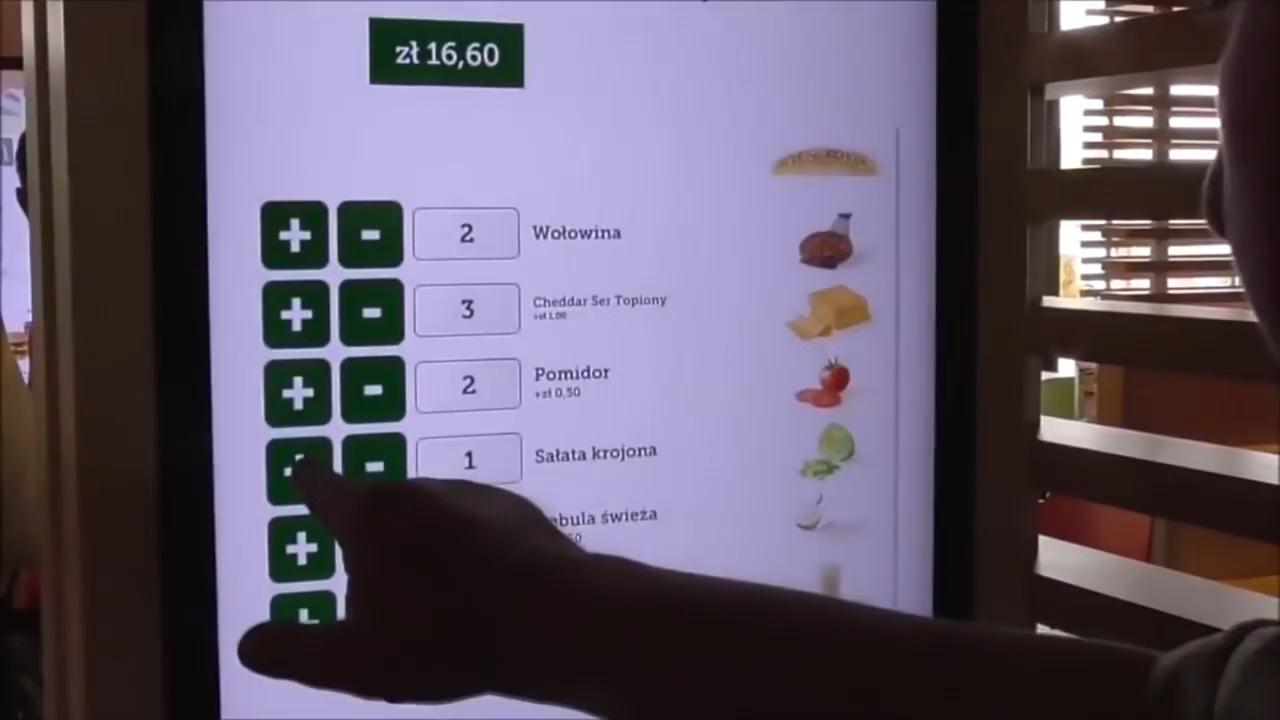 zł 16,60
+ - 2 Wołowina
+ - 3 Cheddar Ser Topiony
+zł 1,00
+ - 2 Pomidor
+zł 0,50
+ - 1 Sałata krojona
+ świeża
+